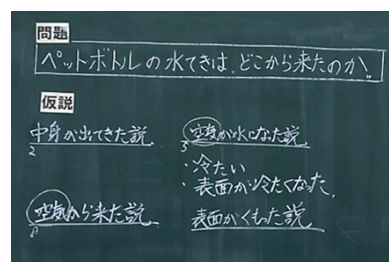 問題
ペットボトルの水てきは、どこから来たのか。
仮説
中身が出てきた説
2
空気から来た説
8
空気が水になった説
3
・冷たい
・表面が冷たくなった。
表面がくもった説